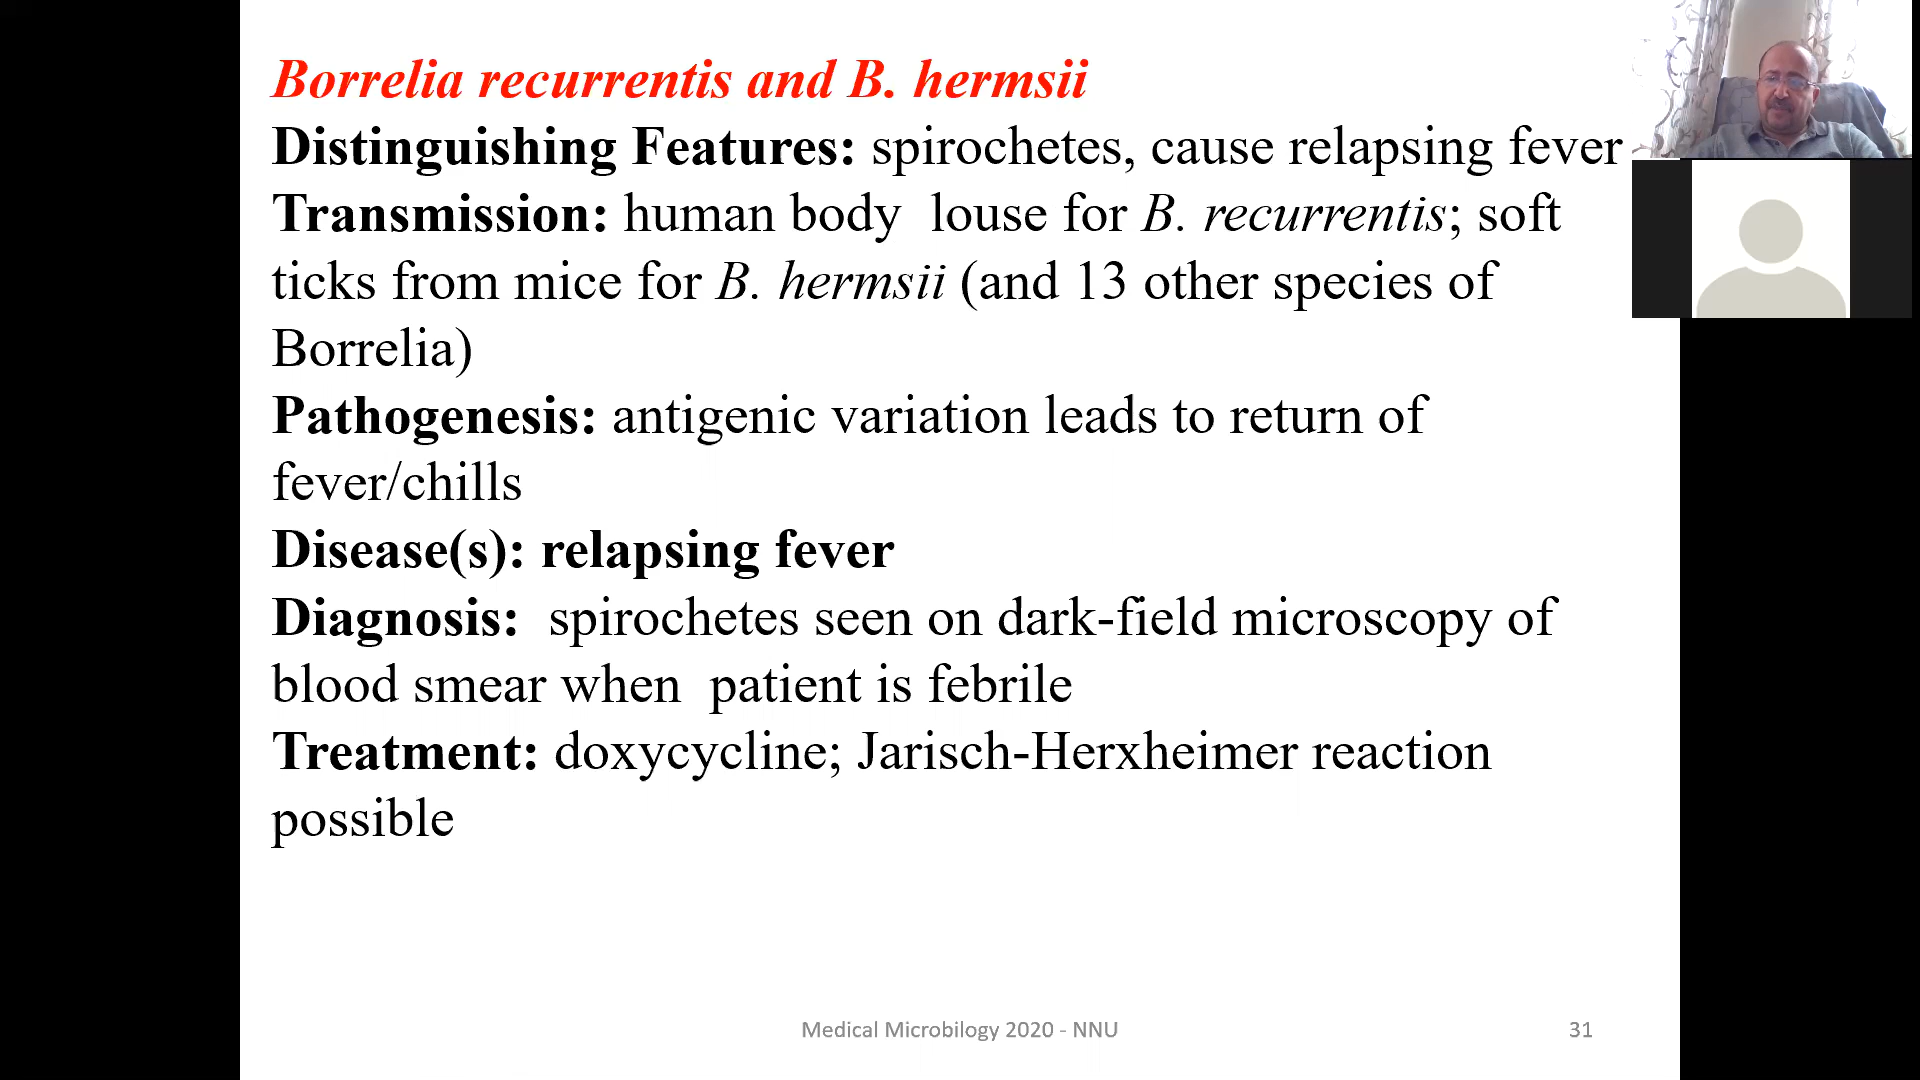 Borrelia recurrentis and B. hermsii
Distinguishing Features: spirochetes, cause relapsing fever
Transmission: human body  louse for B. recurrentis; soft
ticks from mice for B. hermsii (and 13 other species of
Borrelia)
Pathogenesis: antigenic variation leads to return of
fever/chills
Disease(s): relapsing fever
Diagnosis:  spirochetes seen on dark-field microscopy of
blood smear when  patient is febrile
Treatment: doxycycline; Jarisch-Herxheimer reaction
possible
Medical Microbilogy 2020 - NNU
31